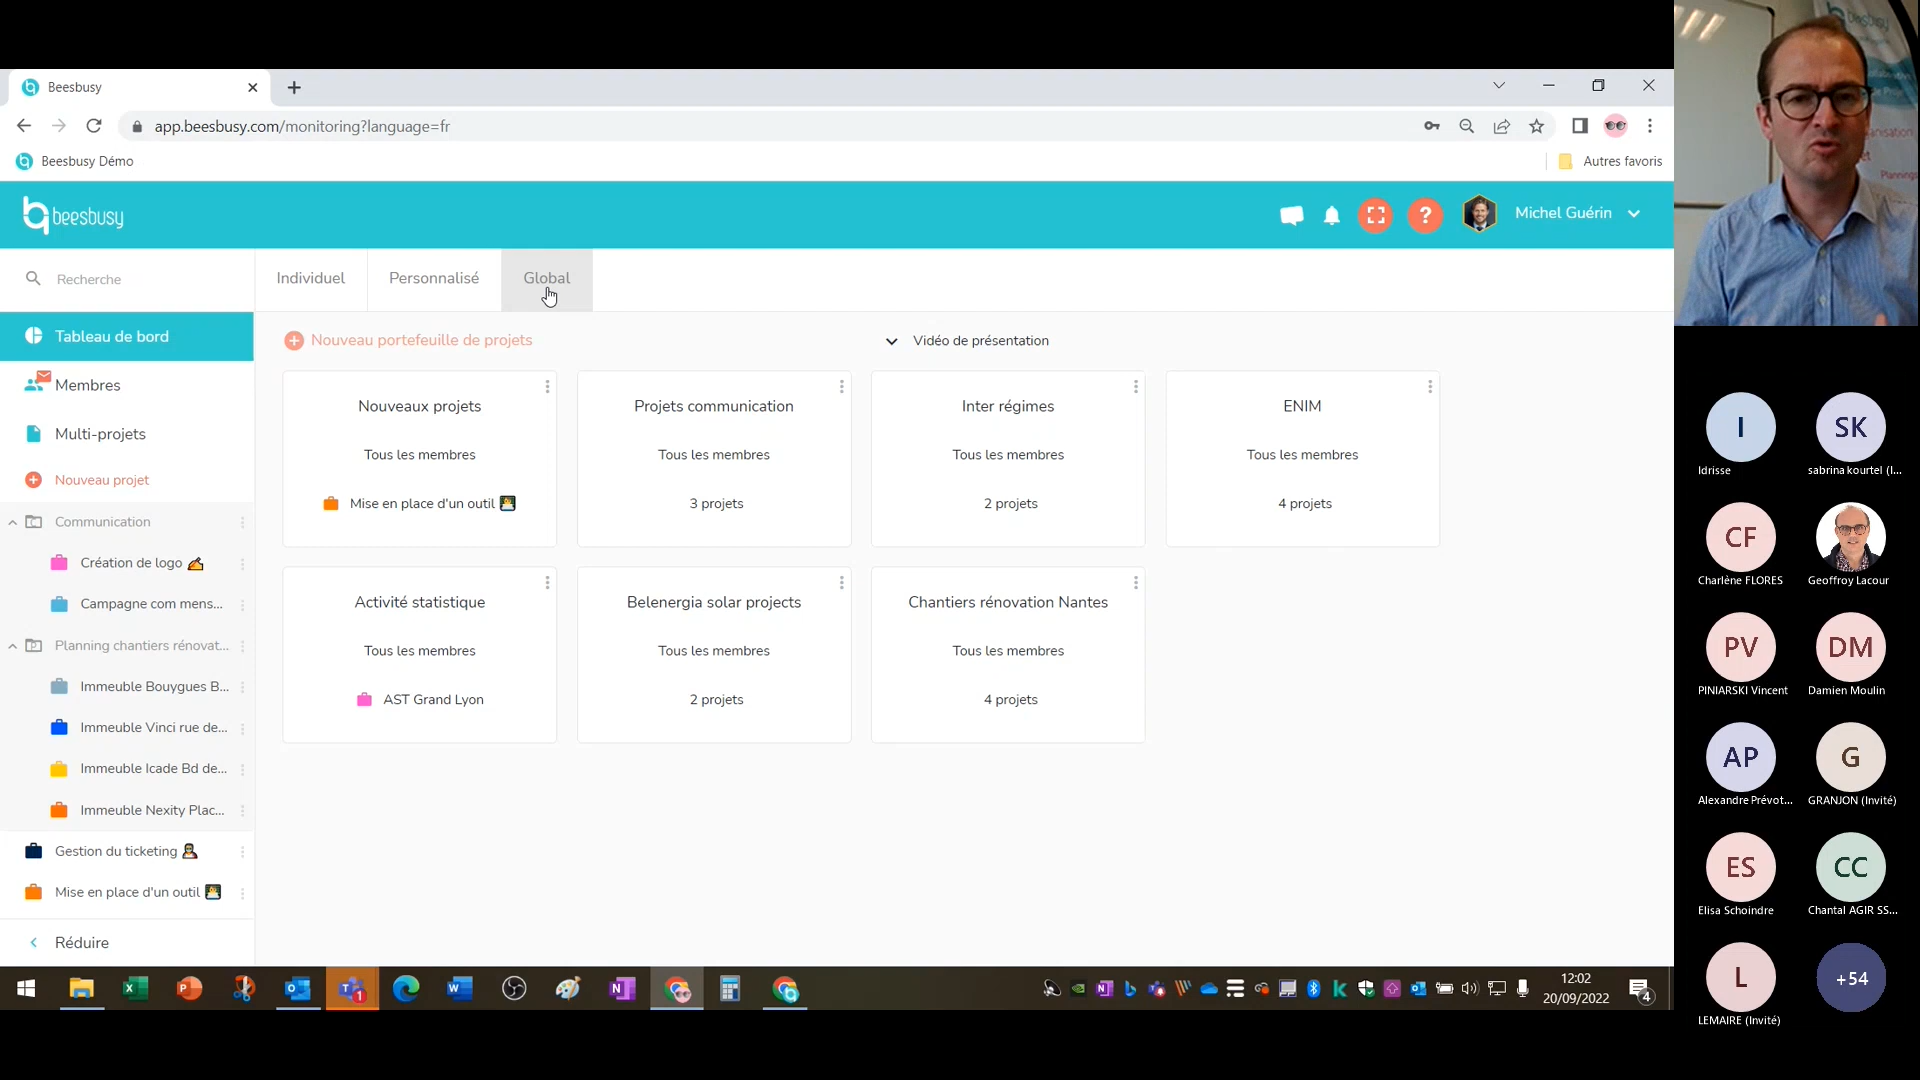 Beesbusy
app.beesbusy.com/monitoring?language=fr
Beesbusy Démo
Autres favoris
beesbusy
?
Michel Guérin
Recherche
Individuel
Personnalisé
Global
Tableau de bord
Membres
Multi-projets
Nouveau projet
Communication
Création de logo
Campagne com mens...
Planning chantiers rénovat...
Immeuble Bouygues B...
Immeuble Vinci rue de...
Immeuble Icade Bd de...
Immeuble Nexity Plac...
Gestion du ticketing
Mise en place d'un outil
Réduire
Nouveau portefeuille de projets
Vidéo de présentation
Nouveaux projets
Tous les membres
Mise en place d'un outil
Projets communication
Tous les membres
3 projets
Inter régimes
Tous les membres
2 projets
ENIM
Tous les membres
4 projets
Activité statistique
Tous les membres
AST Grand Lyon
Belenergia solar projects
Tous les membres
2 projets
Chantiers rénovation Nantes
Tous les membres
4 projets
12:02
20/09/2022
4
I
Idrisse
SK
sabrina kourtel (I...
CF
Charlène FLORES
Geoffroy Lacour
PV
PINIARSKI Vincent
DM
Damien Moulin
AP
Alexandre Prévot...
G
GRANJON (Invité)
ES
Elisa Schoindre
CC
Chantal AGIR SS...
L
LEMAIRE (Invité)
+54